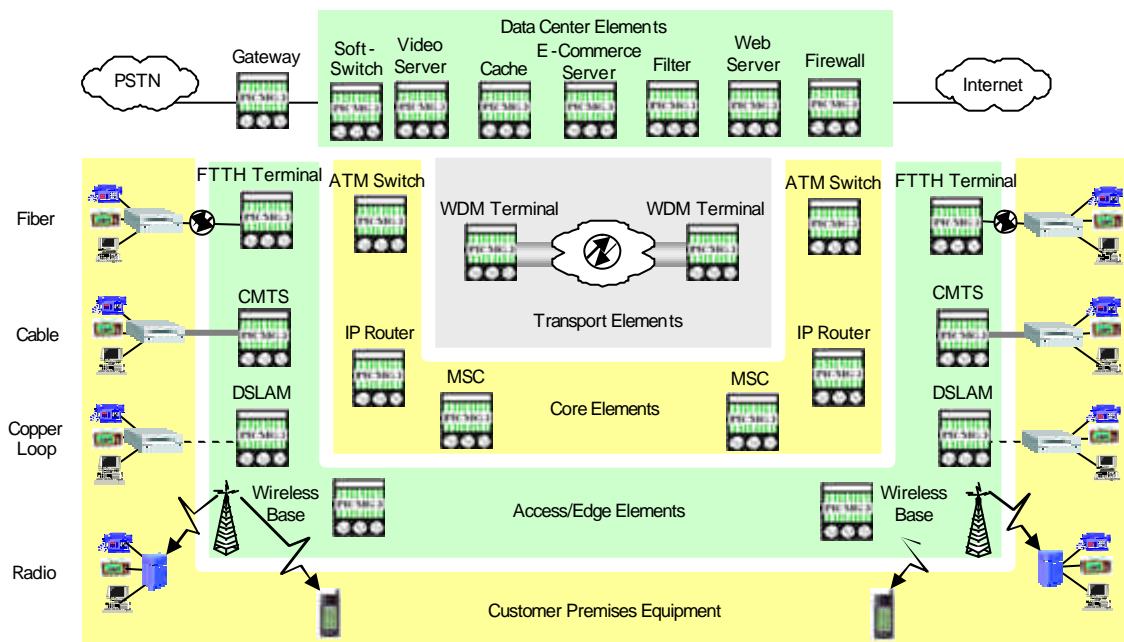 Data Center Elements
PSTN
Gateway
Soft-
Switch
Video
Server
Cache
E-Commerce
Server
Filter
Web
Server
Firewall
Internet
Fiber
FTTH Terminal
ATM Switch
WDM Terminal
WDM Terminal
ATM Switch
FTTH Terminal
Transport Elements
Cable
CMTS
IP Router
IP Router
CMTS
MSC
MSC
Core Elements
Copper
Loop
DSLAM
DSLAM
Wireless
Base
Access/Edge Elements
Wireless
Base
Radio
Customer Premises Equipment